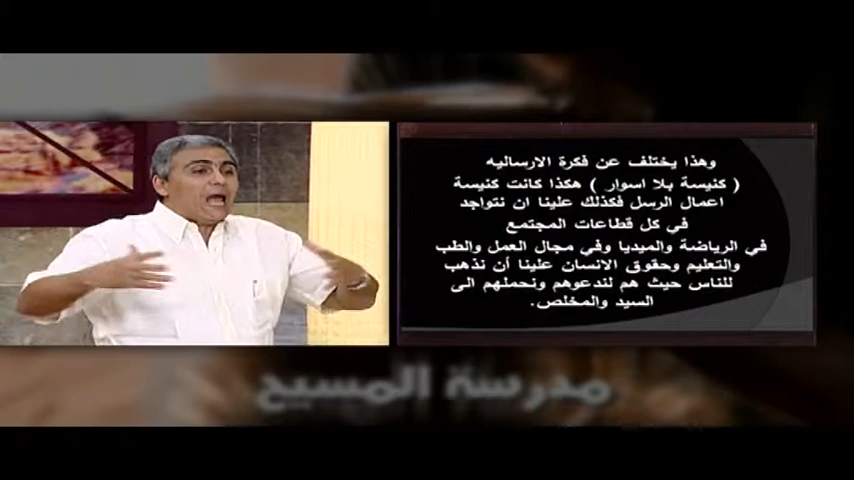 وهذا يختلف عن فكرة الارساليه
( كنيسة بلا اسوار ) هكذا كانت كنيسة
اعمال الرسل فكذلك علينا ان نتواجد
في كل قطاعات المجتمع
في الرياضة والميديا وفي مجال العمل والطب
والتعليم وحقوق الانسان علينا أن نذهب
للناس حيث هم لندعوهم ونحملهم الى
السيد والمخلص.
مدرسة المسيح